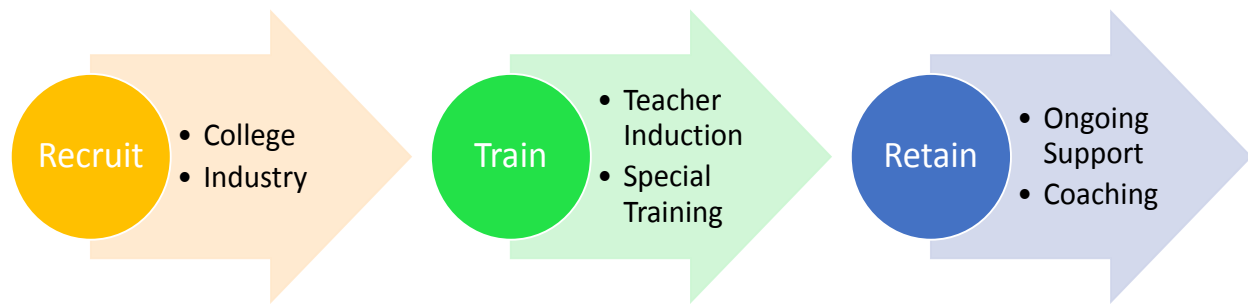 Recruit
• College
• Industry
Train
• Teacher
Induction
• Special
Training
Retain
• Ongoing
Support
• Coaching